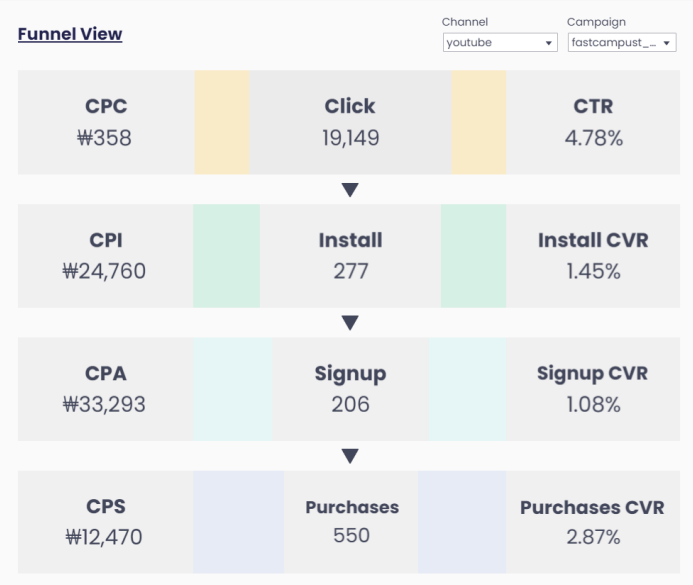 Funnel View
Channel
Campaign
youtube
fastcampust_...
CPC
₩358
Click
19,149
CTR
4.78%
CPI
₩24,760
Install
277
Install CVR
1.45%
CPA
₩33,293
Signup
206
Signup CVR
1.08%
CPS
₩12,470
Purchases
550
Purchases CVR
2.87%